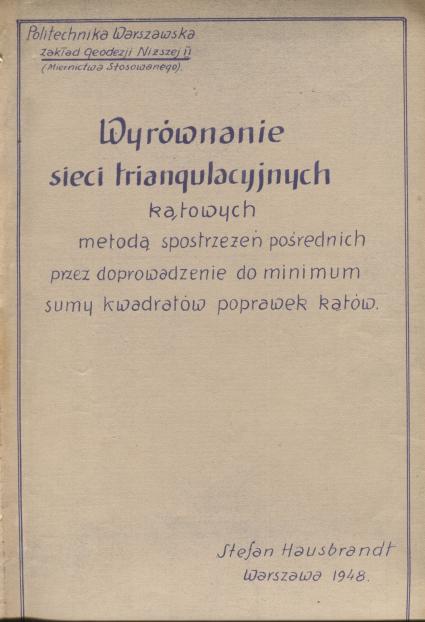 Politechnika Warszawska
Zakład Geodezji Niższej II
(Miernictwa Stosowanego).
Wyrównanie
sieci triangulacyjnych
kątowych
metodą spostrzeżeń pośrednich
przez doprowadzenie do minimum
sumy kwadratów poprawek kątów.
Stefan Hausbrandt
Warszawa 1948.